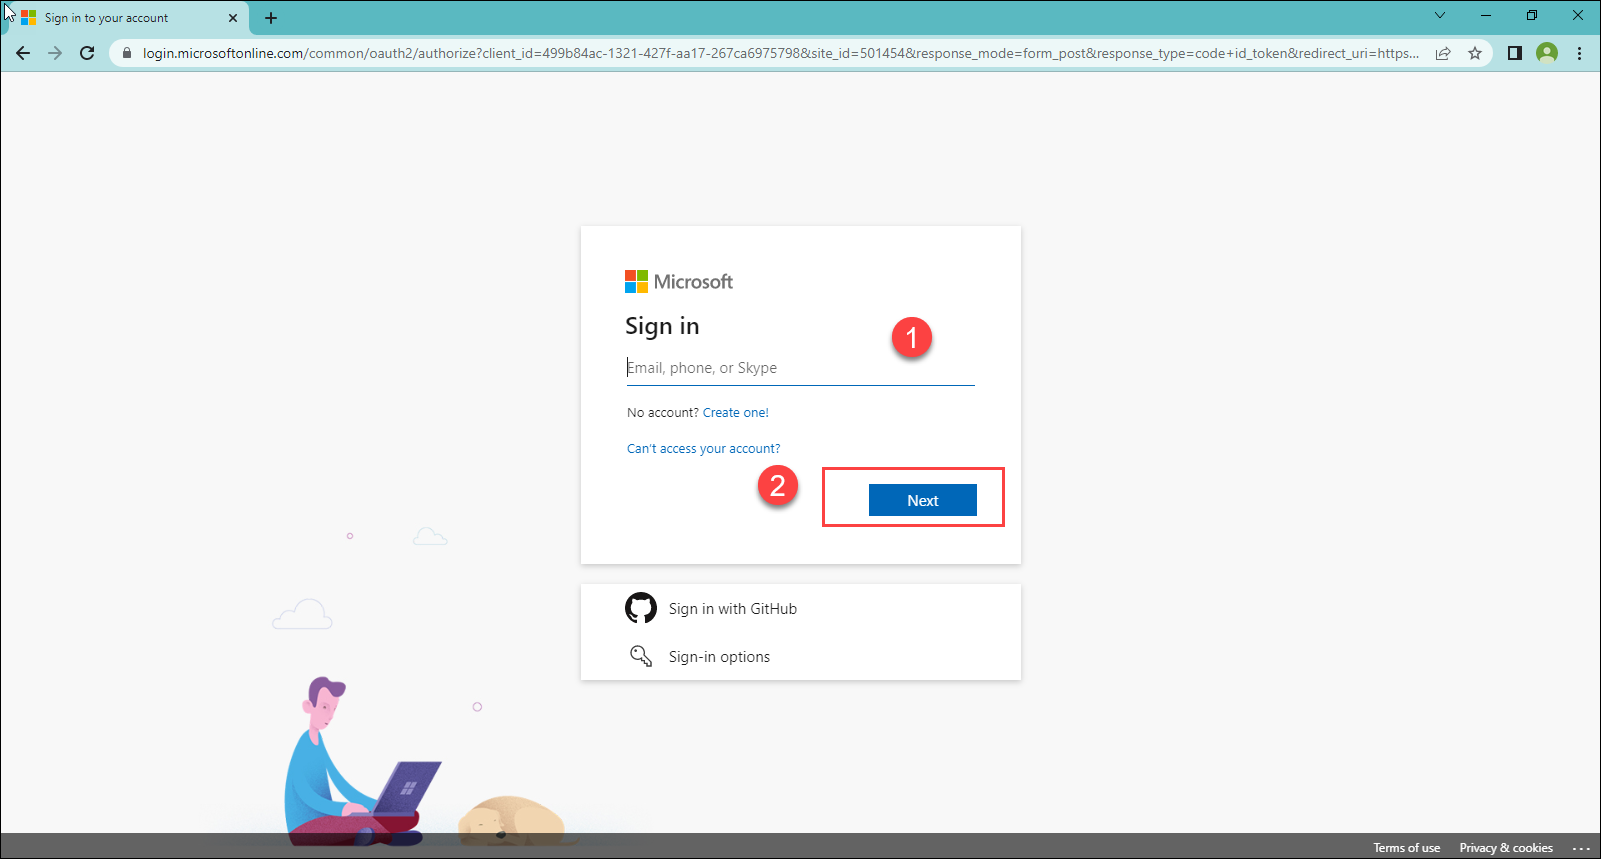 Sign in to your account
login.microsoftonline.com/common/oauth2/authorize?client_id=499b84ac-1321-427f-aa17-267ca6975798&site_id=501454&response_mode=form_post&response_type=code+id_token&redirect_uri=https...
Microsoft
Sign in
1
Email, phone, or Skype
No account? Create one!
Can't access your account?
2
Next
Sign in with GitHub
Sign-in options
Terms of use Privacy & cookies ...